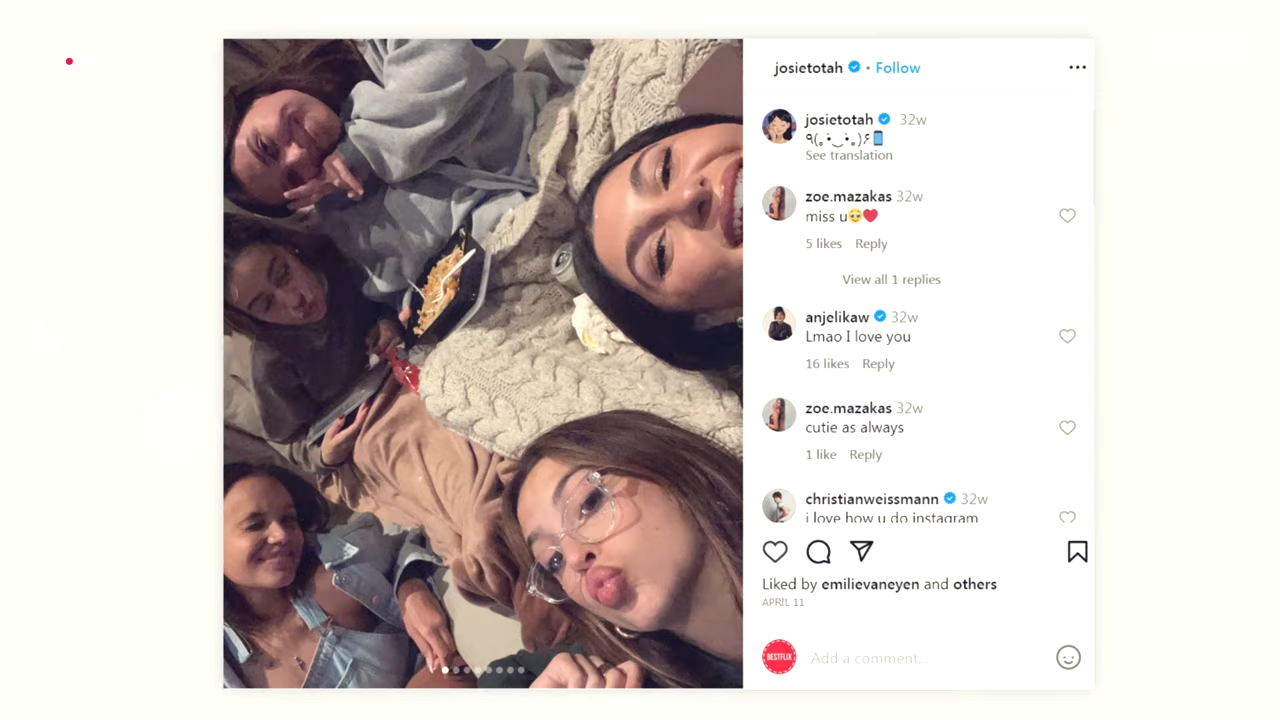 josietotah • Follow
josietotah 32w
٩(｡•́‿•̀｡)۶📱
See translation
zoe.mazakas 32w
miss u🥺❤️
5 likes Reply
View all 1 replies
anjelikaw 32w
Lmao I love you
16 likes Reply
zoe.mazakas 32w
cutie as always
1 like Reply
christianweissmann 32w
i love how u do instagram
Liked by emilievaneyen and others
APRIL 11
BESTFLIX
Add a comment...